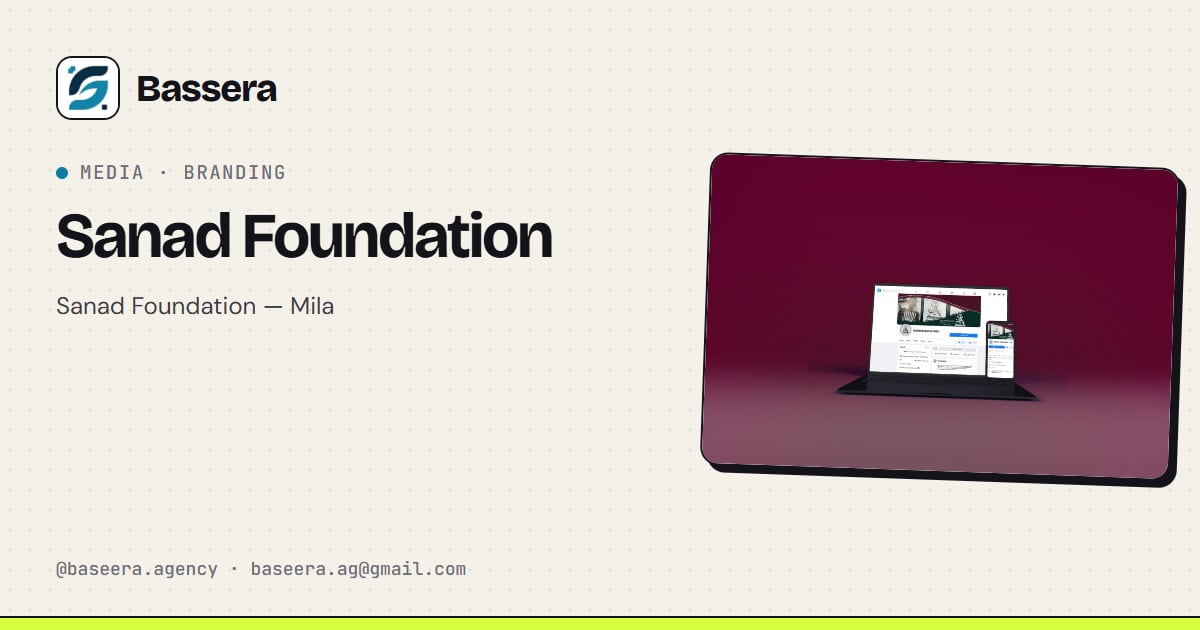 Bassera
MEDIA · BRANDING
Sanad Foundation
Sanad Foundation — Mila
@baseera.agency · baseera.ag@gmail.com